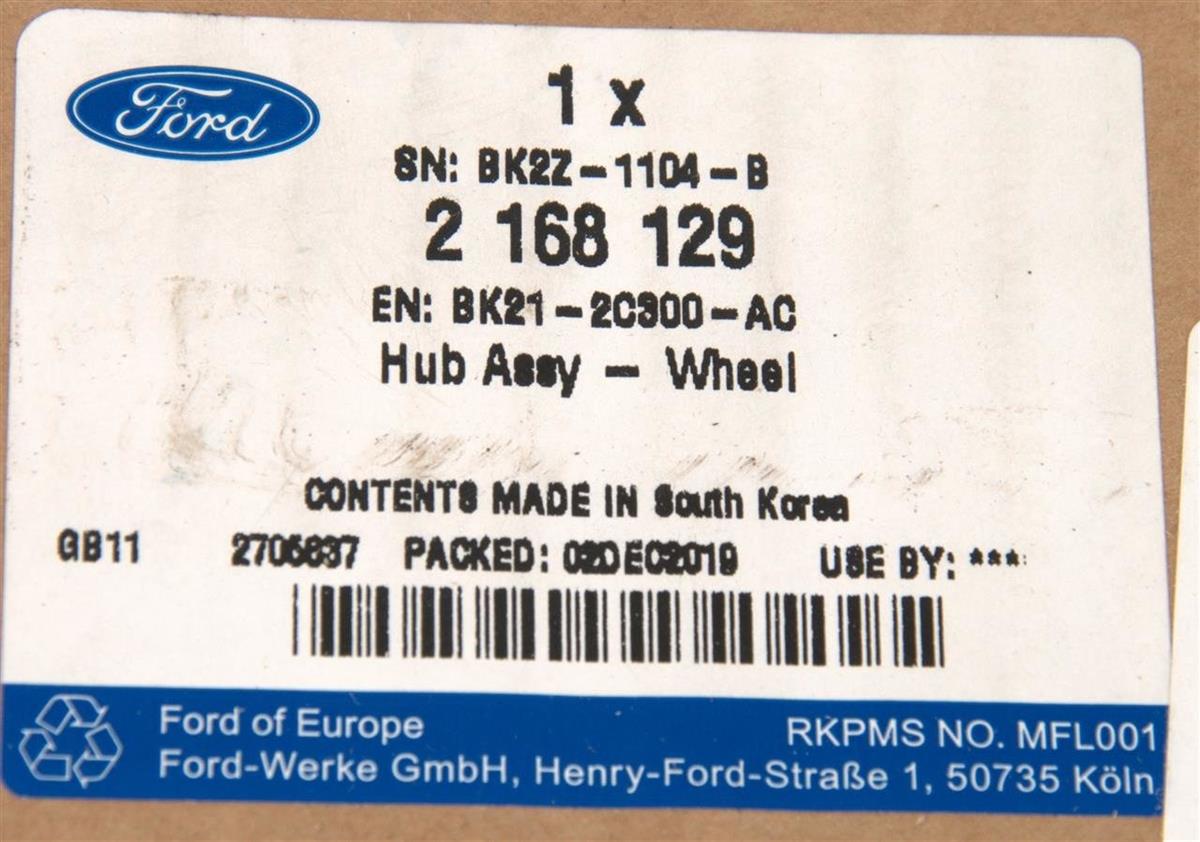 Ford
1 x
SN: BK2Z-1104-B
2 168 129
EN: BK21-2C300-AC
Hub Assy - Wheel
CONTENTS MADE IN South Korea
GB11 2705637 PACKED: 02DEC2019 USE BY: ***
Ford of Europe RKPMS NO. MFL001
Ford-Werke GmbH, Henry-Ford-Straße 1, 50735 Köln